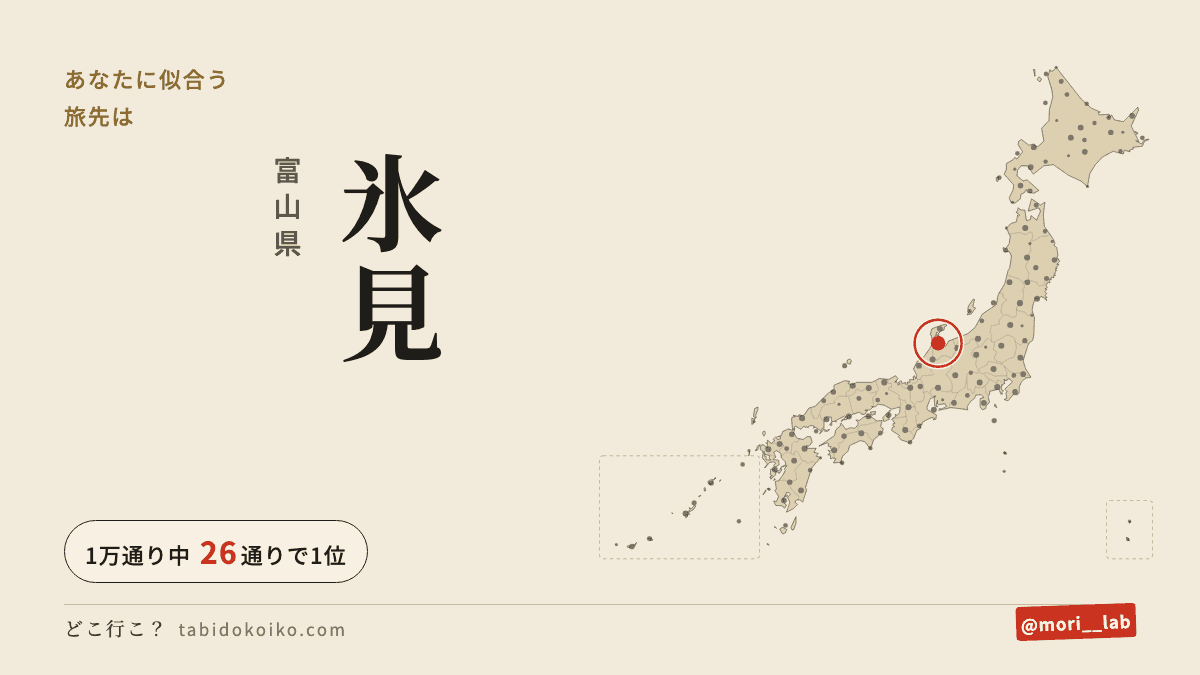 あなたに似合う
旅先は
氷見
富山県
1万通り中 26通りで1位
どこ行こ？ tabidokoiko.com
@mori__lab